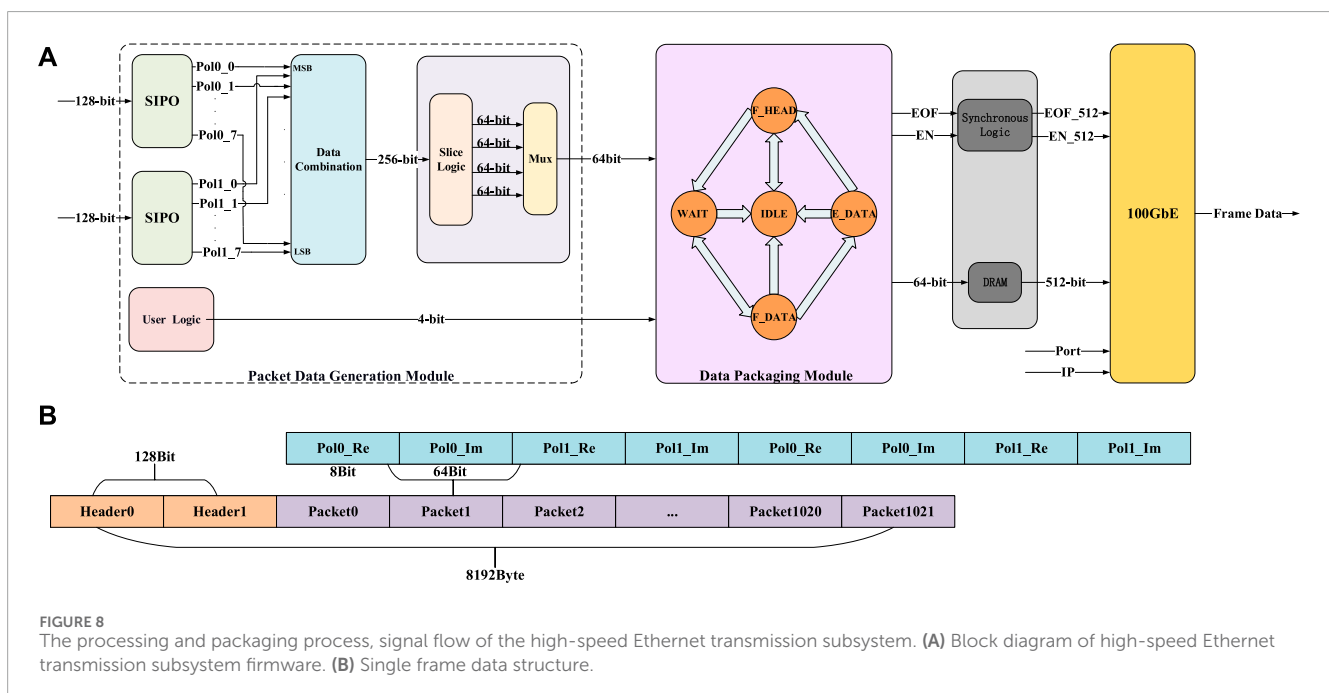 A
128-bit
SIPO
Pol0_0
Pol0_1
Pol0_7
128-bit
SIPO
Pol1_0
Pol1_1
Pol1_7
MSB
Data
Combination
LSB
256-bit
Slice
Logic
64-bit
64-bit
64-bit
64-bit
Mux
64bit
User Logic
4-bit
Packet Data Generation Module
F_HEAD
WAIT
IDLE
E_DATA
F_DATA
Data Packaging Module
EOF
EN
Synchronous
Logic
EOF_512
EN_512
64-bit
DRAM
512-bit
Port
IP
100GbE
Frame Data
B
Pol0_Re Pol0_Im Pol1_Re Pol1_Im Pol0_Re Pol0_Im Pol1_Re Pol1_Im
128Bit
8Bit
64Bit
Header0 Header1 Packet0 Packet1 Packet2 ... Packet1020 Packet1021
8192Byte
FIGURE 8
The processing and packaging process, signal flow of the high-speed Ethernet transmission subsystem. (A) Block diagram of high-speed Ethernet
transmission subsystem firmware. (B) Single frame data structure.